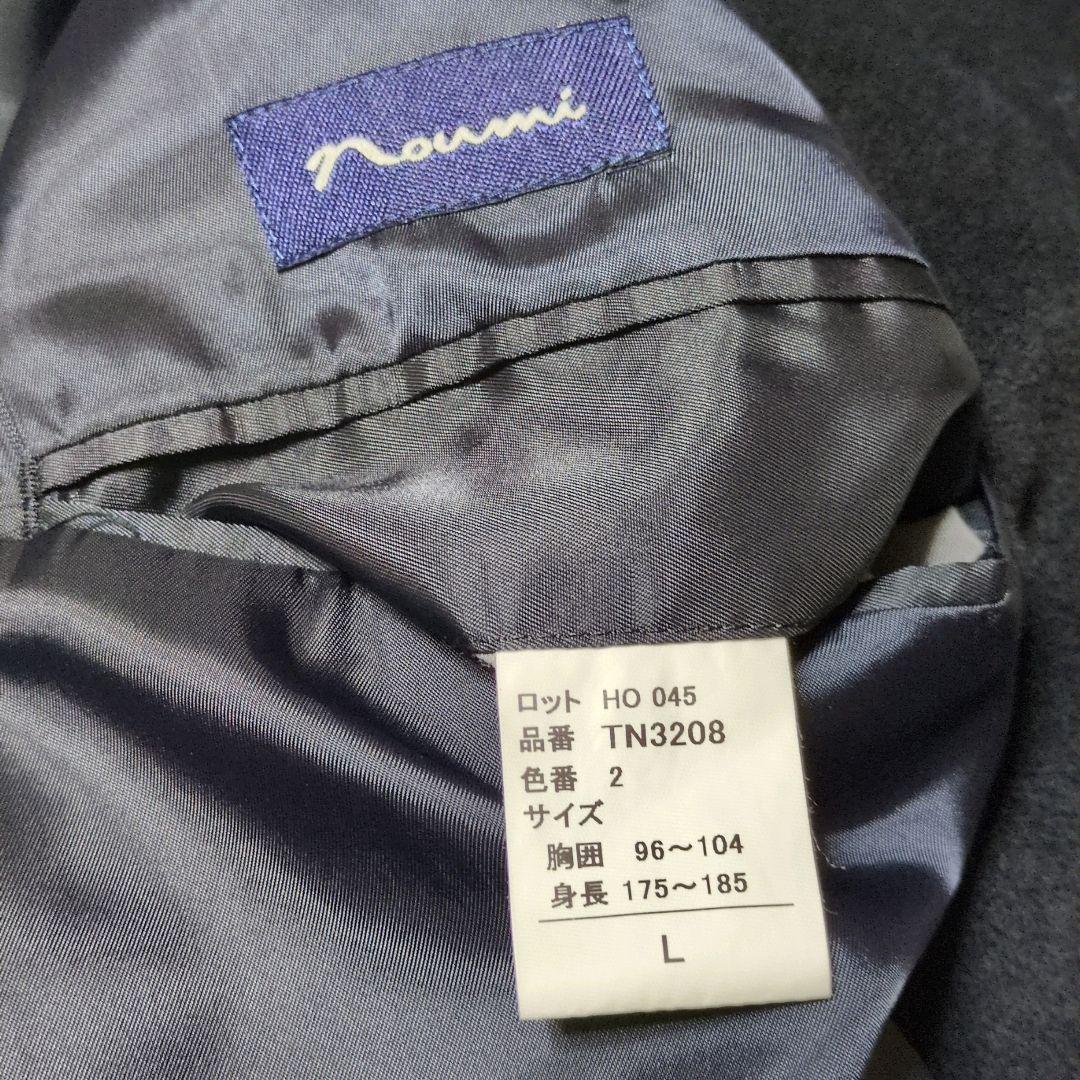 noumi
ロット HO 045
品番 TN3208
色番 2
サイズ
胸囲 96～104
身長 175～185
L